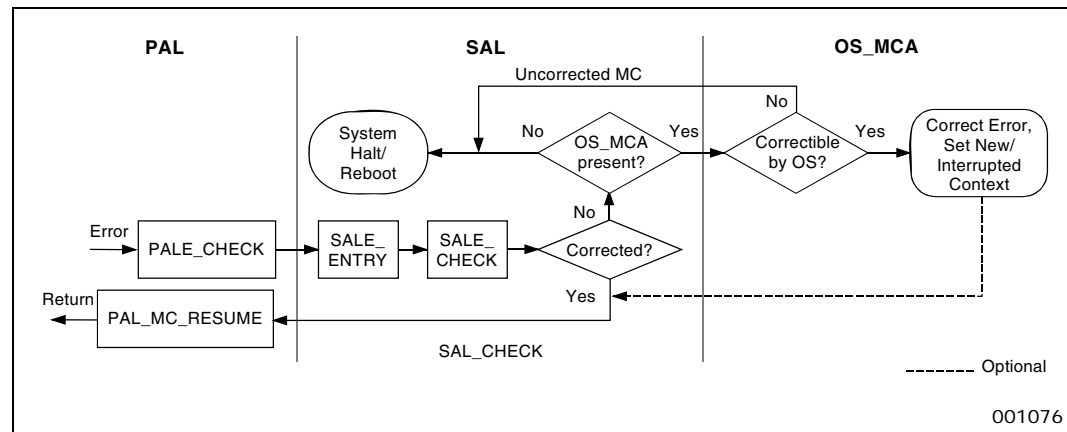 PAL
SAL
OS_MCA
Uncorrected MC
No
System
Halt/
Reboot
No
OS_MCA
present?
Yes
Correctible
by OS?
Yes
Correct Error,
Set New/
Interrupted
Context
No
Error
PALE_CHECK
SALE_
ENTRY
SALE_
CHECK
Corrected?
Yes
Return
PAL_MC_RESUME
SAL_CHECK
Optional
001076